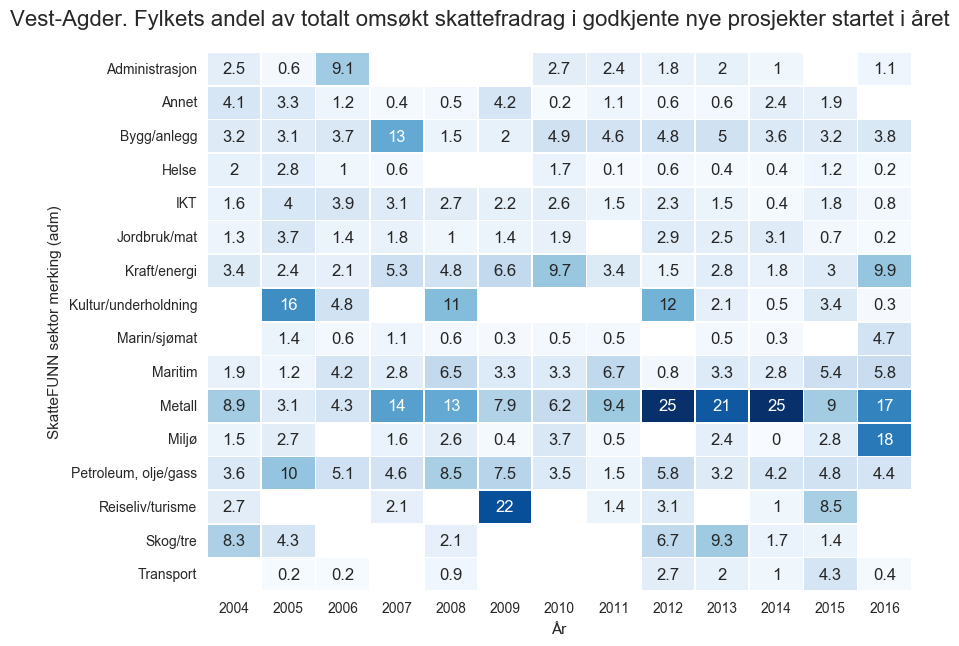 Vest-Agder. Fylkets andel av totalt omsøkt skattefradrag i godkjente nye prosjekter startet i året
SkatteFUNN sektor merking (adm)
Administrasjon 2.5 0.6 9.1 2.7 2.4 1.8 2 1 1.1
Annet 4.1 3.3 1.2 0.4 0.5 4.2 0.2 1.1 0.6 0.6 2.4 1.9
Bygg/anlegg 3.2 3.1 3.7 13 1.5 2 4.9 4.6 4.8 5 3.6 3.2 3.8
Helse 2 2.8 1 0.6 1.7 0.1 0.6 0.4 0.4 1.2 0.2
IKT 1.6 4 3.9 3.1 2.7 2.2 2.6 1.5 2.3 1.5 0.4 1.8 0.8
Jordbruk/mat 1.3 3.7 1.4 1.8 1 1.4 1.9 2.9 2.5 3.1 0.7 0.2
Kraft/energi 3.4 2.4 2.1 5.3 4.8 6.6 9.7 3.4 1.5 2.8 1.8 3 9.9
Kultur/underholdning 16 4.8 11 12 2.1 0.5 3.4 0.3
Marin/sjømat 1.4 0.6 1.1 0.6 0.3 0.5 0.5 0.5 0.3 4.7
Maritim 1.9 1.2 4.2 2.8 6.5 3.3 3.3 6.7 0.8 3.3 2.8 5.4 5.8
Metall 8.9 3.1 4.3 14 13 7.9 6.2 9.4 25 21 25 9 17
Miljø 1.5 2.7 1.6 2.6 0.4 3.7 0.5 2.4 0 2.8 18
Petroleum, olje/gass 3.6 10 5.1 4.6 8.5 7.5 3.5 1.5 5.8 3.2 4.2 4.8 4.4
Reiseliv/turisme 2.7 2.1 22 1.4 3.1 1 8.5
Skog/tre 8.3 4.3 2.1 6.7 9.3 1.7 1.4
Transport 0.2 0.2 0.9 2.7 2 1 4.3 0.4
2004 2005 2006 2007 2008 2009 2010 2011 2012 2013 2014 2015 2016
År